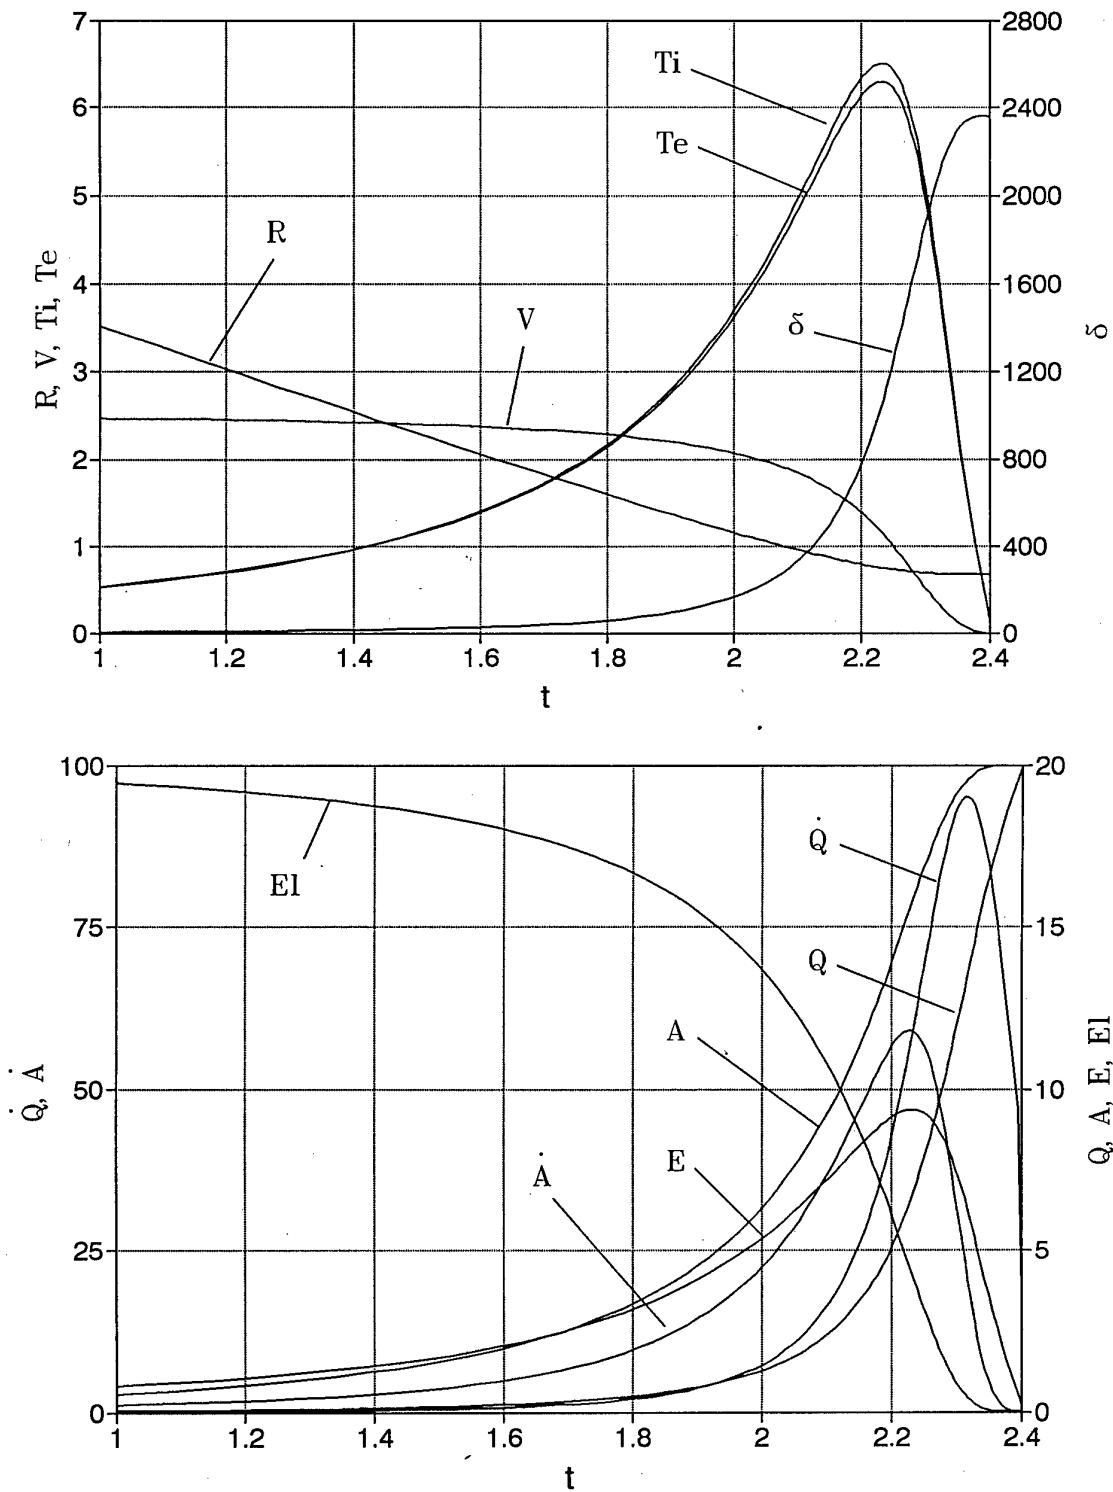 7
6
5
4
3
2
1
0
2800
2400
2000
1600
1200
800
400
0
R, V, Ti, Te
δ
Ti
Te
R
V
δ
1 1.2 1.4 1.6 1.8 2 2.2 2.4
t
100
75
50
25
0
20
15
10
5
0
Q̇, Ȧ
Q, A, E, El
El
Q̇
Q
A
E
Ȧ
1 1.2 1.4 1.6 1.8 2 2.2 2.4
t